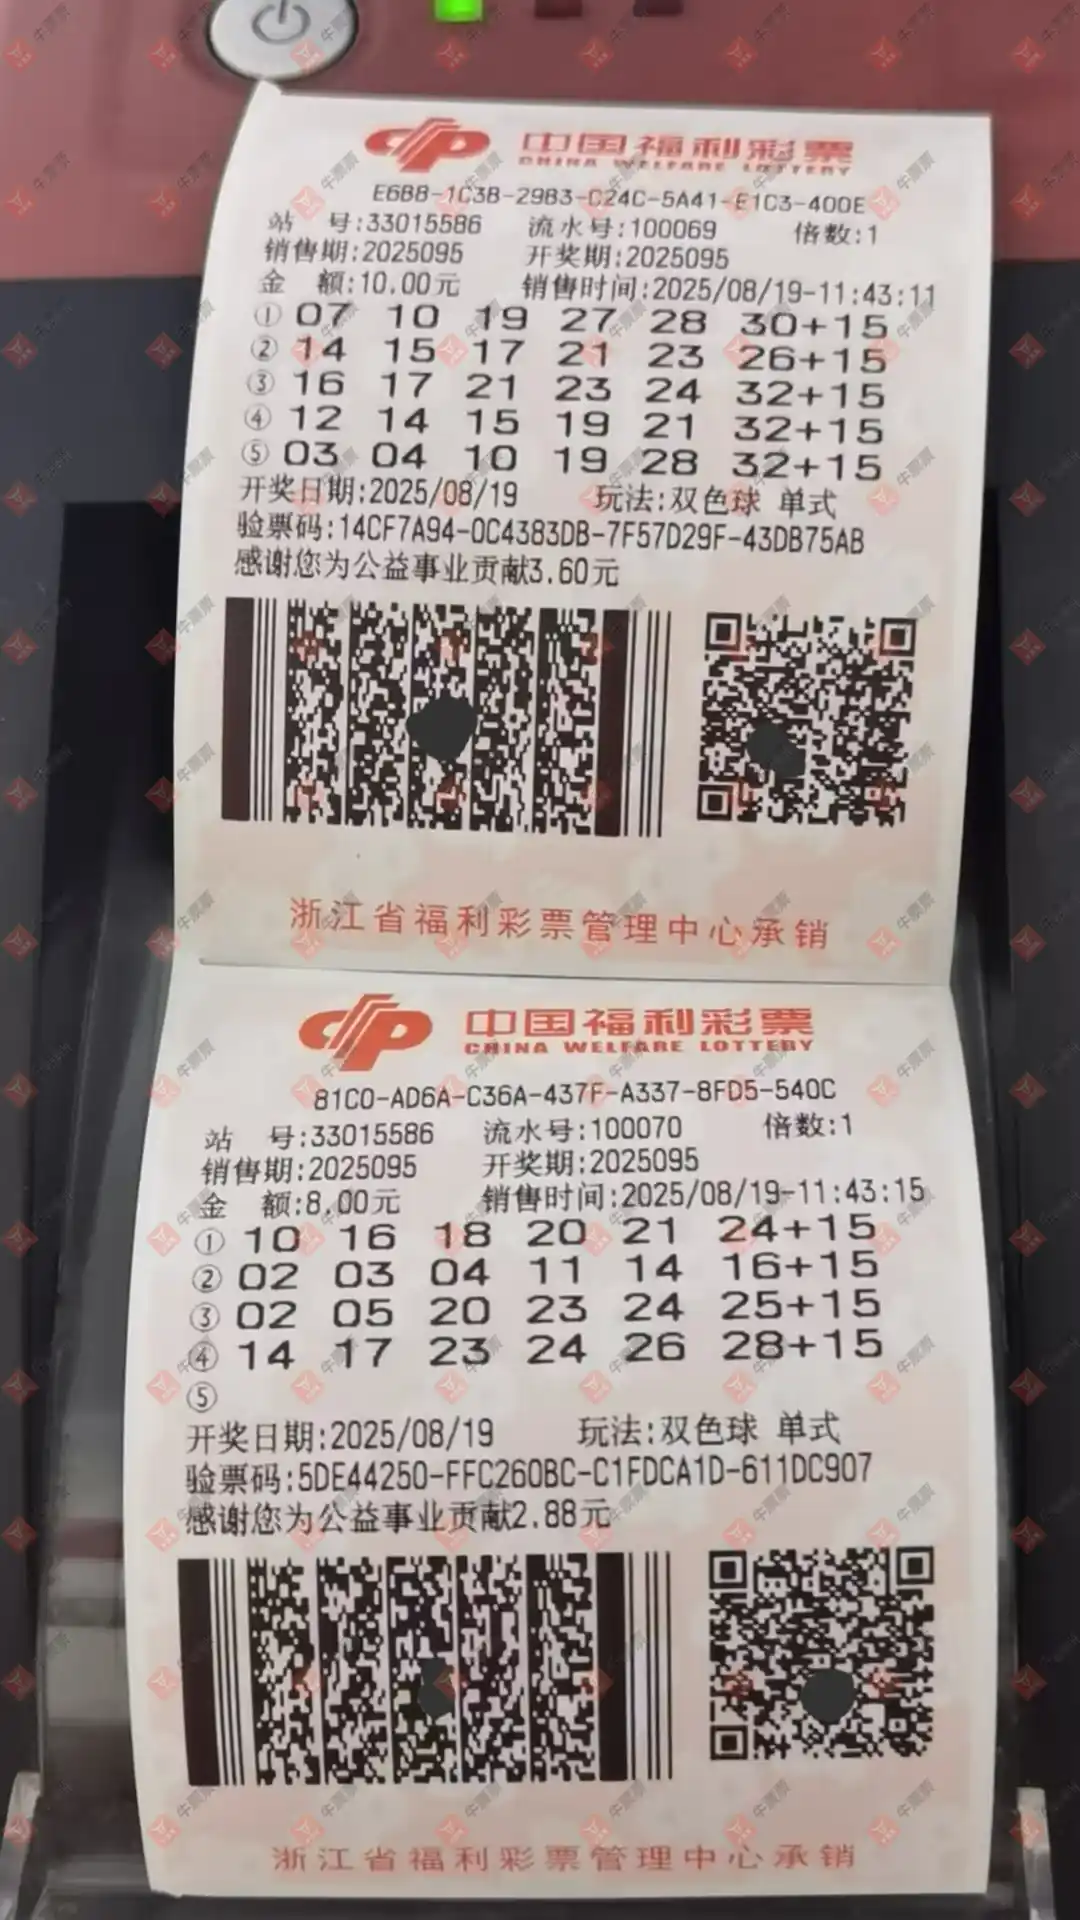 中国福利彩票
CHINA WELFARE LOTTERY
E6B8-1C3B-29B3-C24C-5A41-E1C3-400E
站 号:33015586 流水号:100069 倍数:1
销售期:2025095 开奖期:2025095
金 额:10.00元 销售时间:2025/08/19-11:43:11
① 07 10 19 27 28 30+15
② 14 15 17 21 23 26+15
③ 16 17 21 23 24 32+15
④ 12 14 15 19 21 32+15
⑤ 03 04 10 19 28 32+15
开奖日期:2025/08/19 玩法:双色球 单式
验票码:14CF7A94-0C4383DB-7F57D29F-43DB75AB
感谢您为公益事业贡献3.60元
浙江省福利彩票管理中心承销
中国福利彩票
CHINA WELFARE LOTTERY
81C0-AD6A-C36A-437F-A337-8FD5-540C
站 号:33015586 流水号:100070 倍数:1
销售期:2025095 开奖期:2025095
金 额:8.00元 销售时间:2025/08/19-11:43:15
① 10 16 18 20 21 24+15
② 02 03 04 11 14 16+15
③ 02 05 20 23 24 25+15
④ 14 17 23 24 26 28+15
⑤
开奖日期:2025/08/19 玩法:双色球 单式
验票码:5DE44250-FFC260BC-C1FDCA1D-611DC907
感谢您为公益事业贡献2.88元
浙江省福利彩票管理中心承销